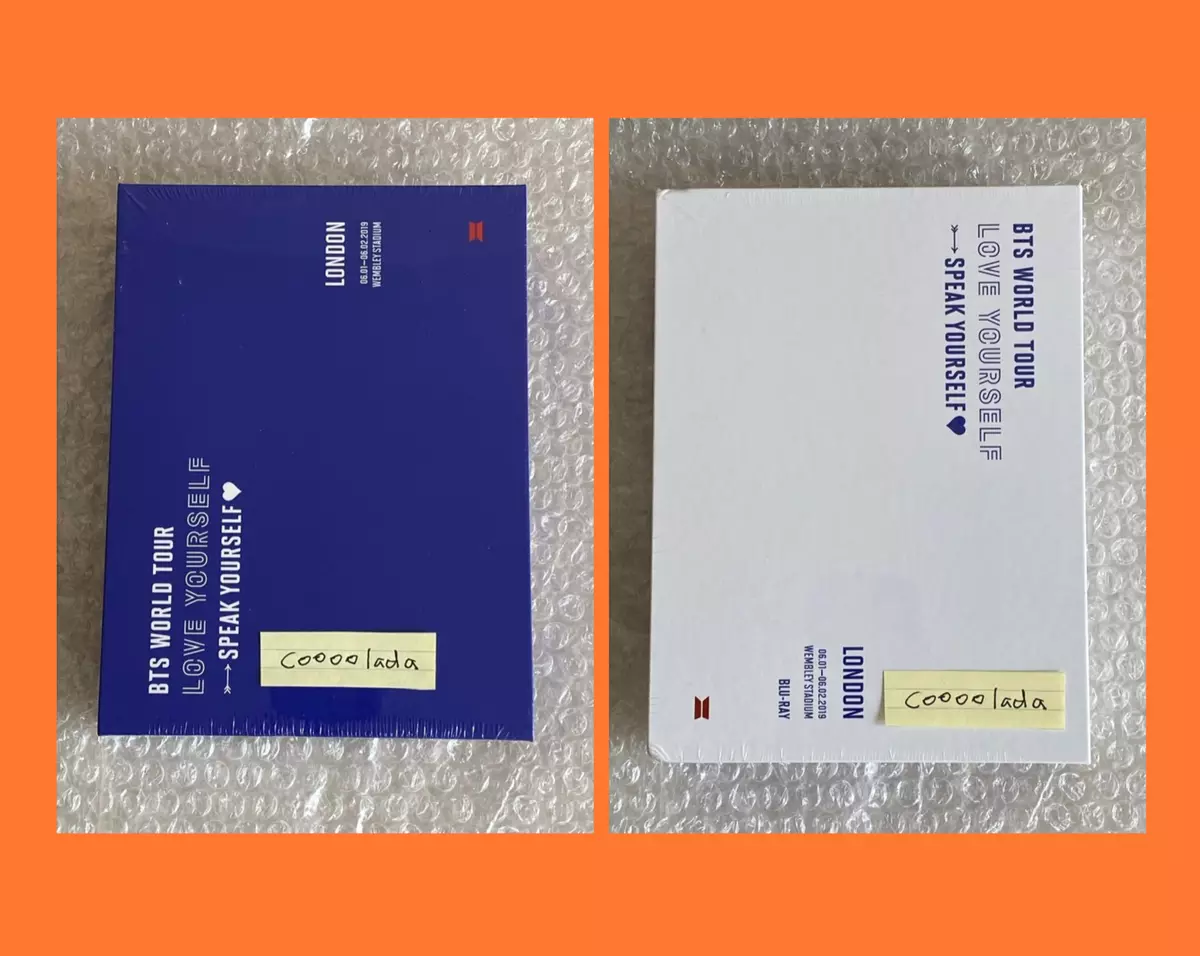 LONDON
06.01—06.02.2019
WEMBLEY STADIUM
BTS WORLD TOUR
LOVE YOURSELF
SPEAK YOURSELF
coooolada
BTS WORLD TOUR
LOVE YOURSELF
SPEAK YOURSELF
LONDON
06.01—06.02.2019
WEMBLEY STADIUM
BLU-RAY
coooolada